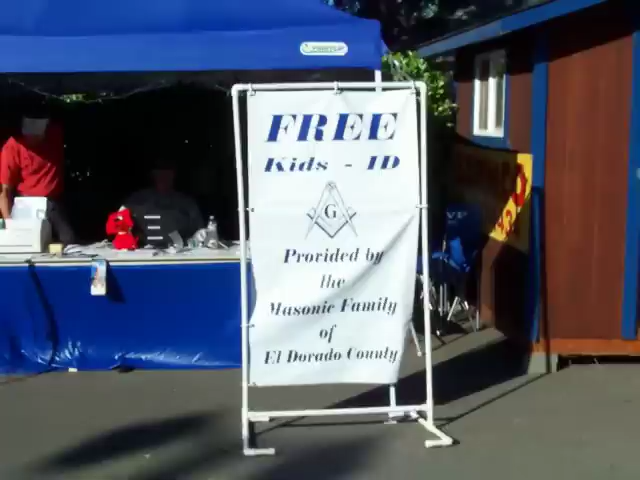 FREE
Kids - ID
G
Provided by
the
Masonic Family
of
El Dorado County